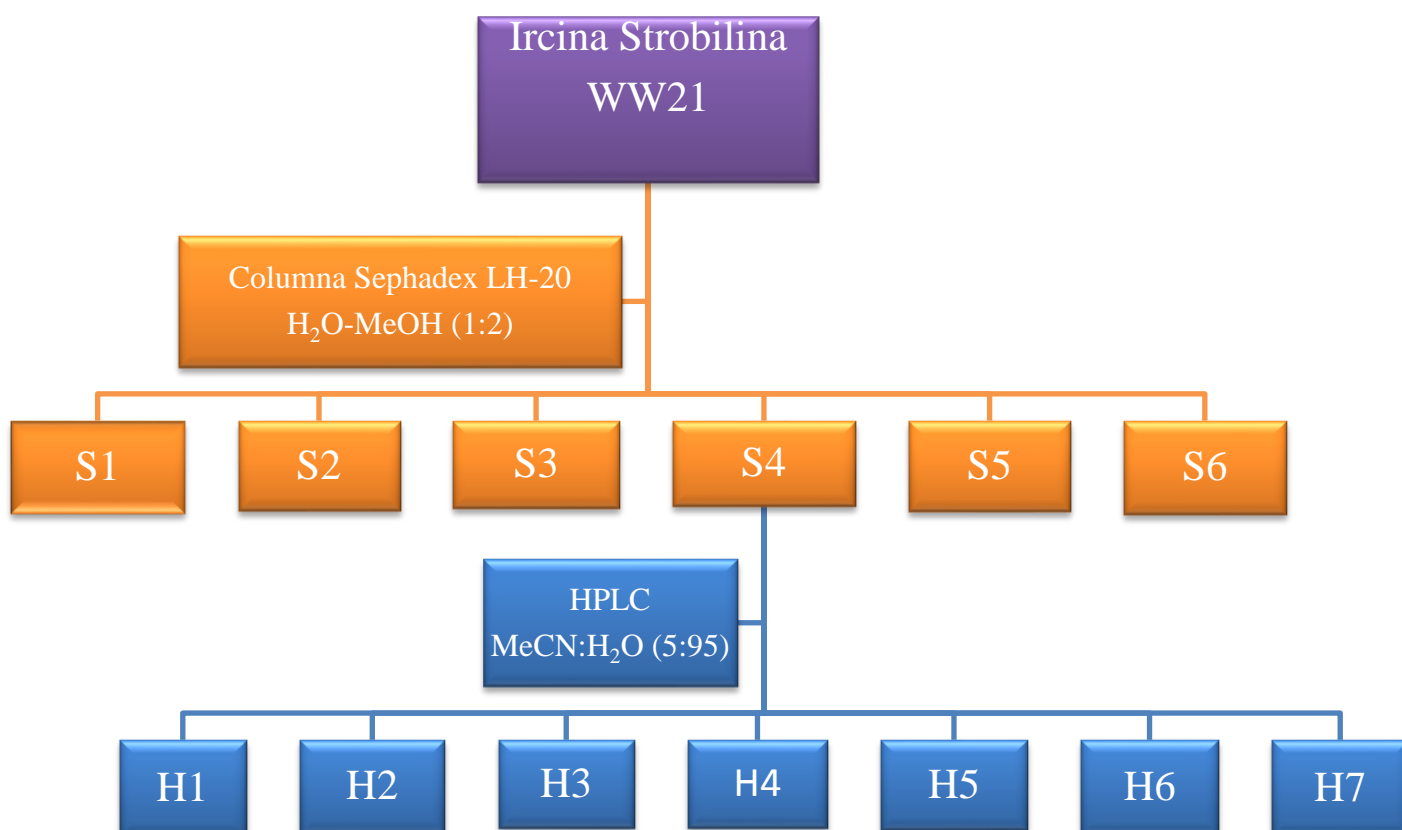 Ircina Strobilina
WW21
Columna Sephadex LH-20
H₂O-MeOH (1:2)
S1 S2 S3 S4 S5 S6
HPLC
MeCN:H₂O (5:95)
H1 H2 H3 H4 H5 H6 H7